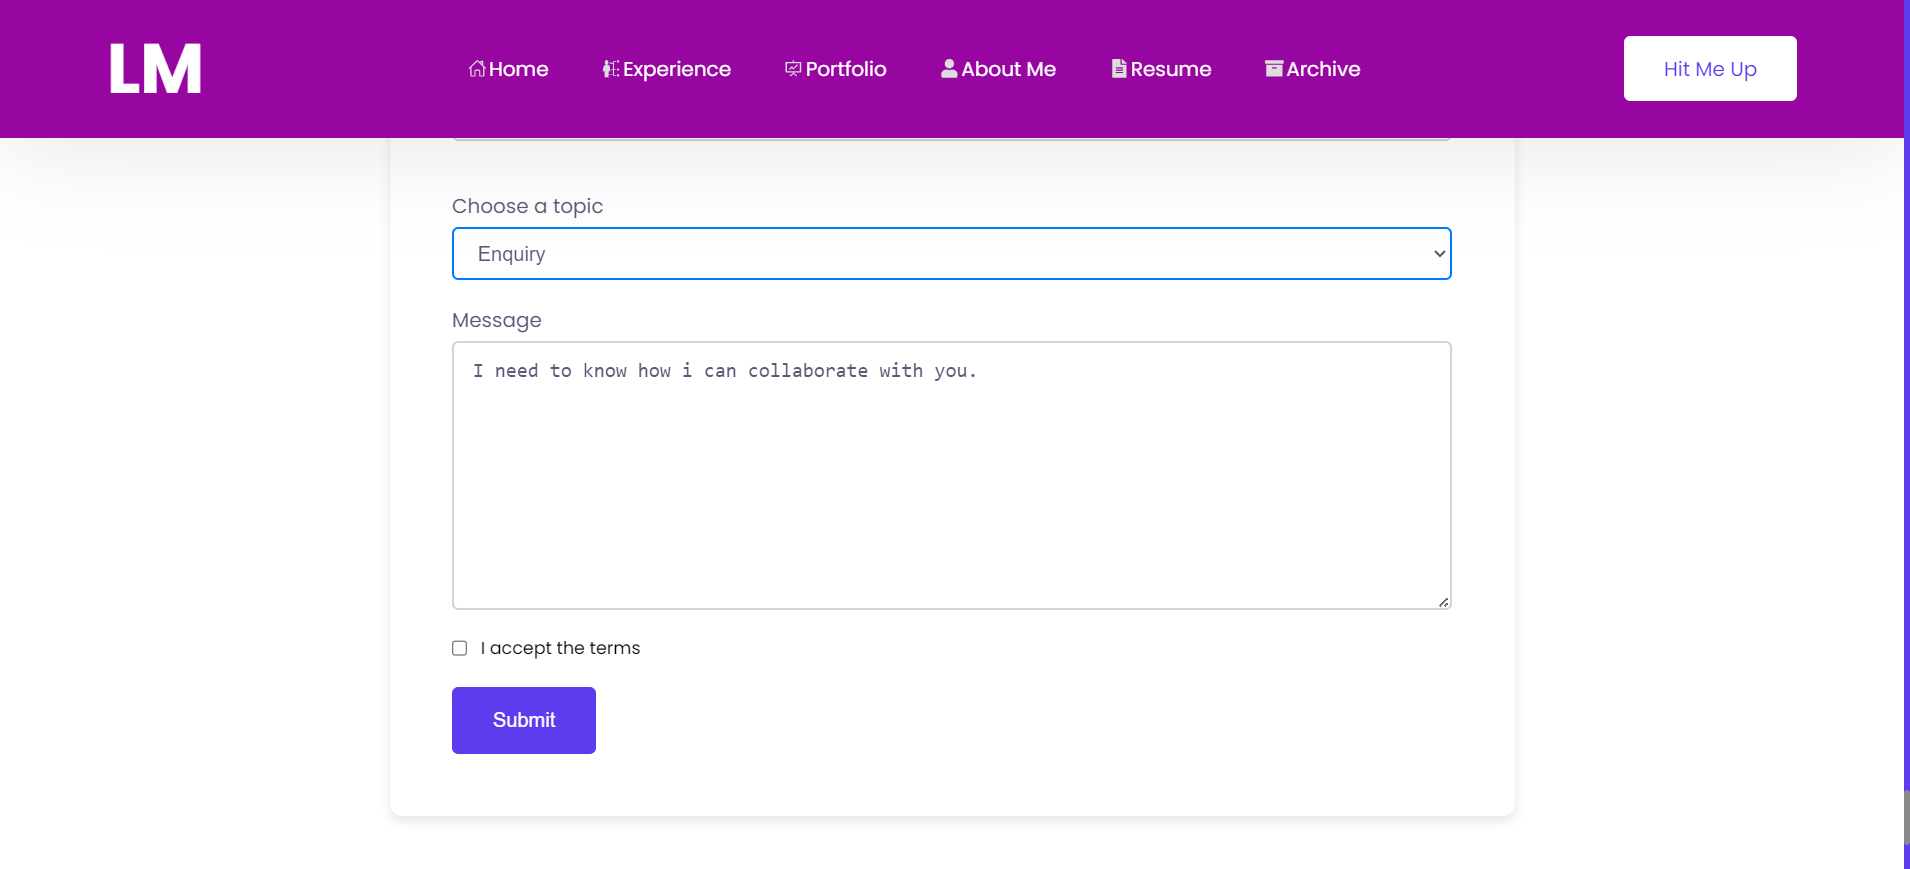 LM
Home Experience Portfolio About Me Resume Archive
Hit Me Up
Choose a topic
Enquiry
Message
I need to know how i can collaborate with you.
I accept the terms
Submit